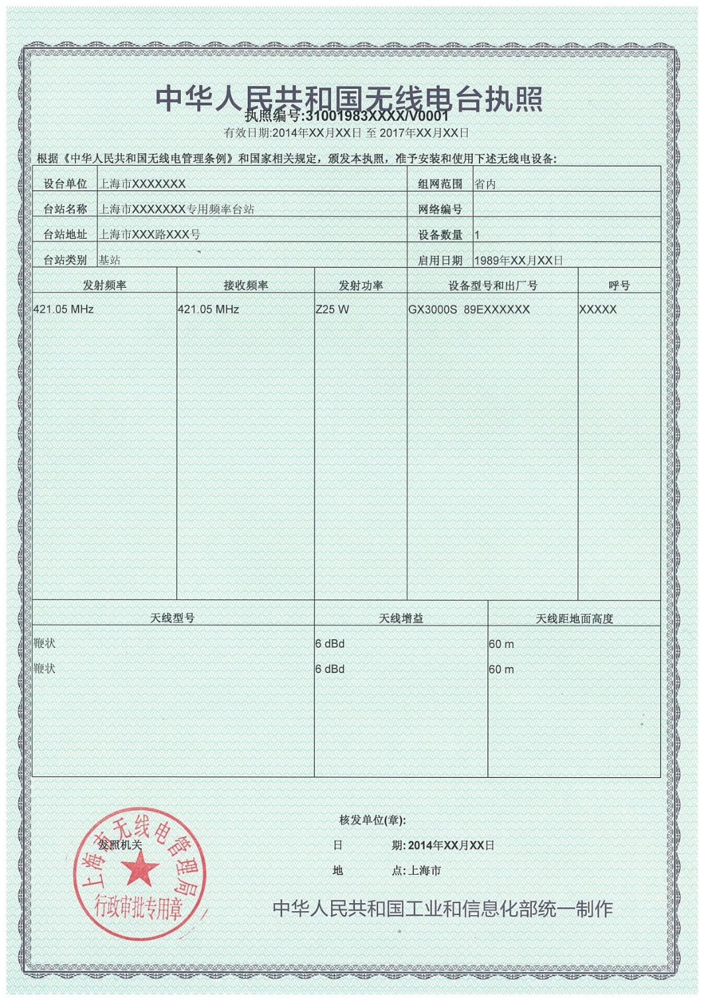 中华人民共和国无线电台执照
执照编号:31001983XXXX/V0001
有效日期:2014年XX月XX日 至 2017年XX月XX日
根据《中华人民共和国无线电管理条例》和国家相关规定，颁发本执照，准予安装和使用下述无线电设备:
设台单位 上海市XXXXXXX 组网范围 省内
台站名称 上海市XXXXXXX专用频率台站 网络编号
台站地址 上海市XXX路XXX号 设备数量 1
台站类别 基站 启用日期 1989年XX月XX日
发射频率 接收频率 发射功率 设备型号和出厂号 呼号
421.05 MHz 421.05 MHz Z25 W GX3000S 89EXXXXXX XXXXX
天线型号 天线增益 天线距地面高度
鞭状 6 dBd 60 m
鞭状 6 dBd 60 m
核发单位(章):
发照机关
日 期: 2014年XX月XX日
地 点: 上海市
上海市无线电管理局
行政审批专用章
中华人民共和国工业和信息化部统一制作